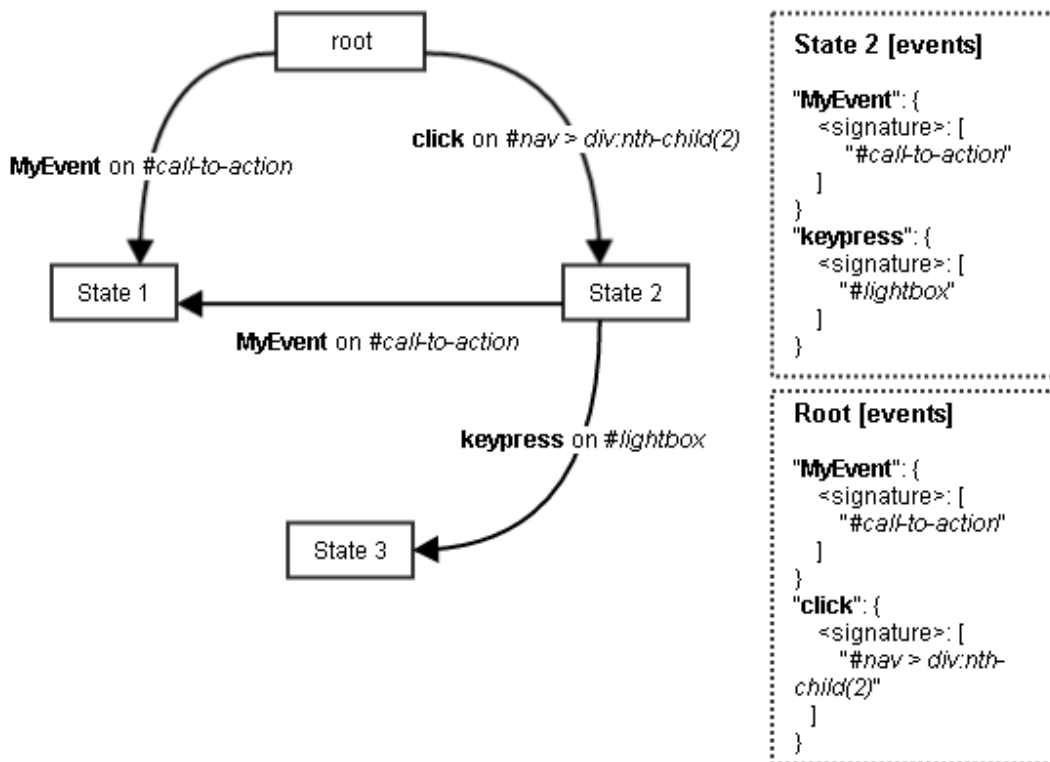 root
MyEvent on #call-to-action
click on #nav > div:nth-child(2)
State 1
State 2
MyEvent on #call-to-action
keypress on #lightbox
State 3
State 2 [events]
"MyEvent": {
<signature>: [
"#call-to-action"
]
}
"keypress": {
<signature>: [
"#lightbox"
]
}
Root [events]
"MyEvent": {
<signature>: [
"#call-to-action"
]
}
"click": {
<signature>: [
"#nav > div:nth-
child(2)"
]
}